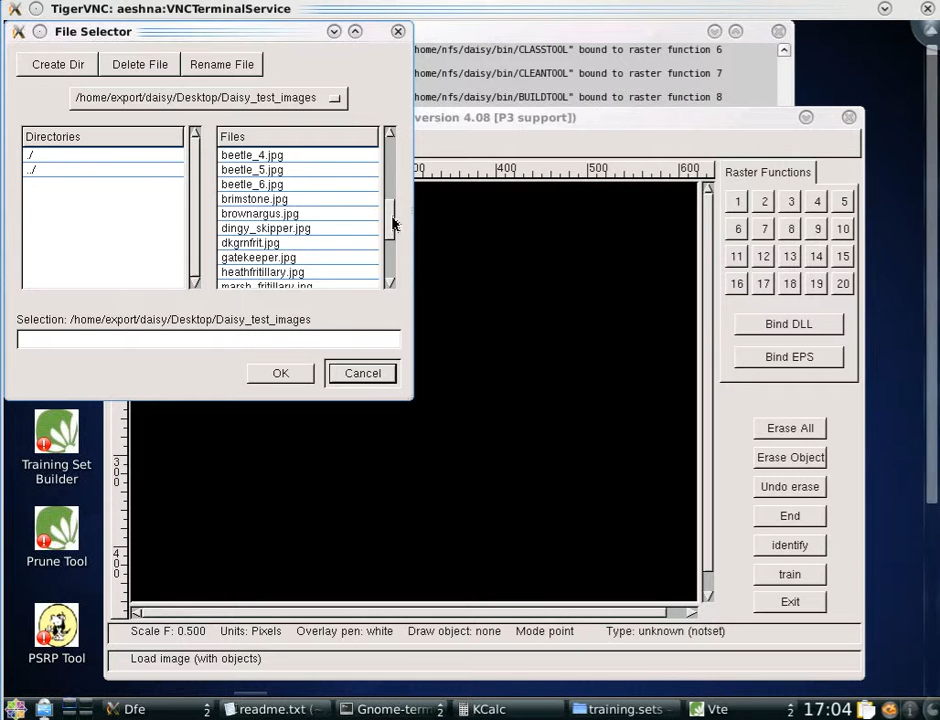 TigerVNC: aeshna:VNCTerminalService
File Selector
Create Dir
Delete File
Rename File
/home/export/daisy/Desktop/Daisy_test_images
Directories
./
../
Files
beetle_4.jpg
beetle_5.jpg
beetle_6.jpg
brimstone.jpg
brownargus.jpg
dingy_skipper.jpg
dkgrnfrit.jpg
gatekeeper.jpg
heathfritillary.jpg
marsh_fritillary.jpg
Selection: /home/export/daisy/Desktop/Daisy_test_images
OK
Cancel
home/nfs/daisy/bin/CLASSTOOL" bound to raster function 6
home/nfs/daisy/bin/CLEANTOOL" bound to raster function 7
home/nfs/daisy/bin/BUILDTOOL" bound to raster function 8
version 4.08 [P3 support])
500
600
300
400
Raster Functions
1 2 3 4 5
6 7 8 9 10
11 12 13 14 15
16 17 18 19 20
Bind DLL
Bind EPS
Erase All
Erase Object
Undo erase
End
identify
train
Exit
Scale F: 0.500 Units: Pixels Overlay pen: white Draw object: none Mode point Type: unknown (notset)
Load image (with objects)
Training Set
Builder
Prune Tool
PSRP Tool
Dfe 2 readme.txt (~ Gnome-term 2 KCalc training.sets Vte 2 17:04